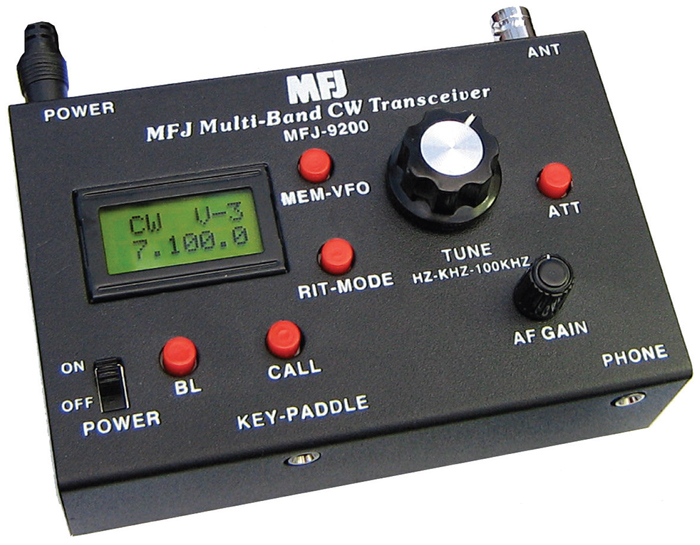 POWER
ANT
MFJ
MFJ Multi-Band CW Transceiver
MFJ-9200
MEM-VFO
ATT
CW V-3
7.100.0
TUNE
HZ-KHZ-100KHZ
RIT-MODE
AF GAIN
ON
OFF
POWER
BL
CALL
PHONE
KEY-PADDLE